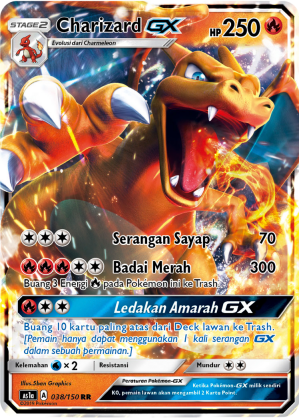 STAGE2 Charizard GX HP 250
Evolusi dari Charmeleon
Serangan Sayap 70
Badai Merah 300
Buang 3 Energi pada Pokemon ini ke Trash.
Ledakan Amarah GX
Buang 10 kartu paling atas dari Deck lawan ke Trash.
[Pemain hanya dapat menggunakan 1 kali serangan GX
dalam sebuah permainan.]
Kelemahan × 2 Resistansi Mundur
Illus.5ban Graphics
Peraturan Pokémon-GX
Ketika Pokémon-GX milik sendiri
KO, pemain lawan akan mengambil 2 Kartu Point.
AS1a 038/150 RR